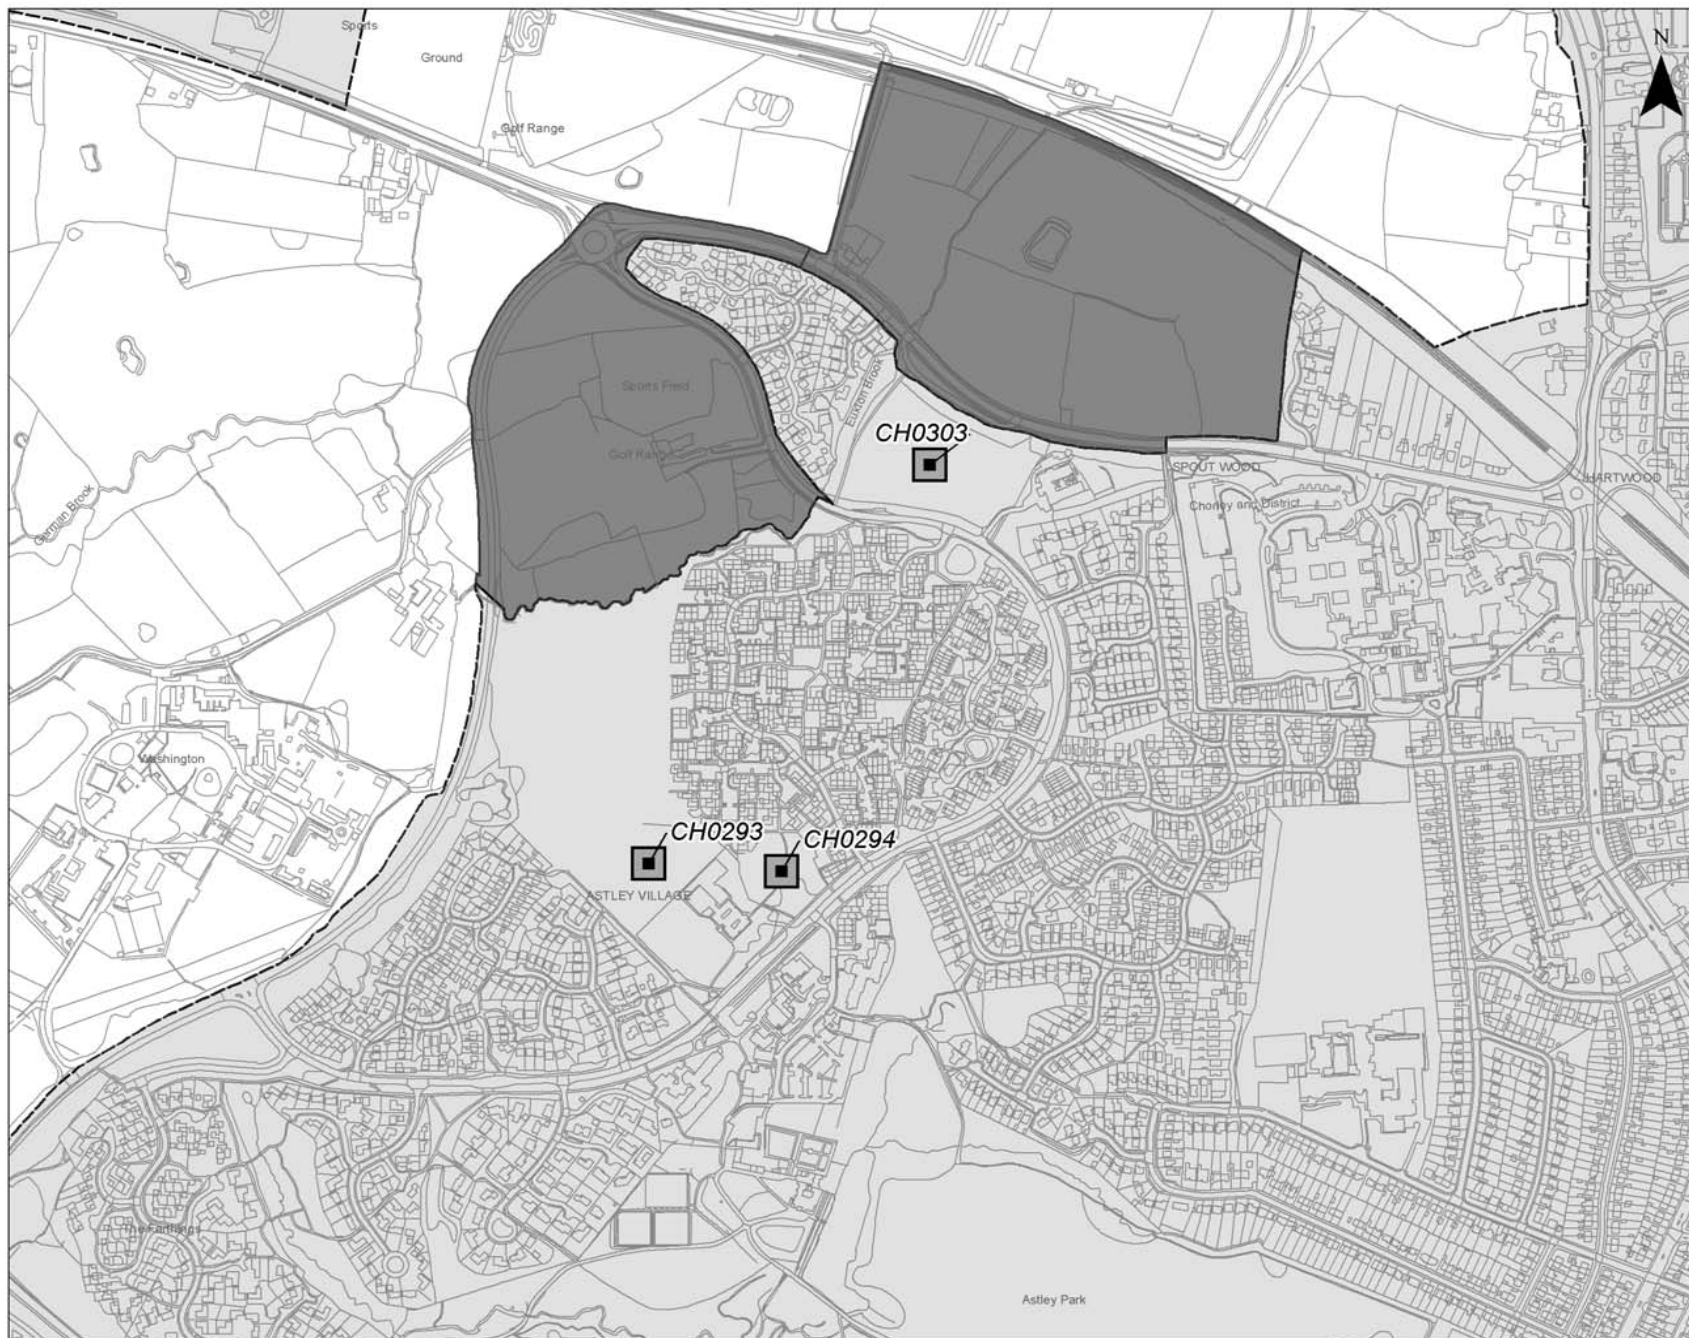 Sports
N
Ground
Golf Range
Sports Field
Euxton Brook
CH0303
Golf Range
SPOUT WOOD
HARTWOOD
Chorley and District
German Brook
Washington
CH0293
CH0294
ASTLEY VILLAGE
The Farthings
Astley Park